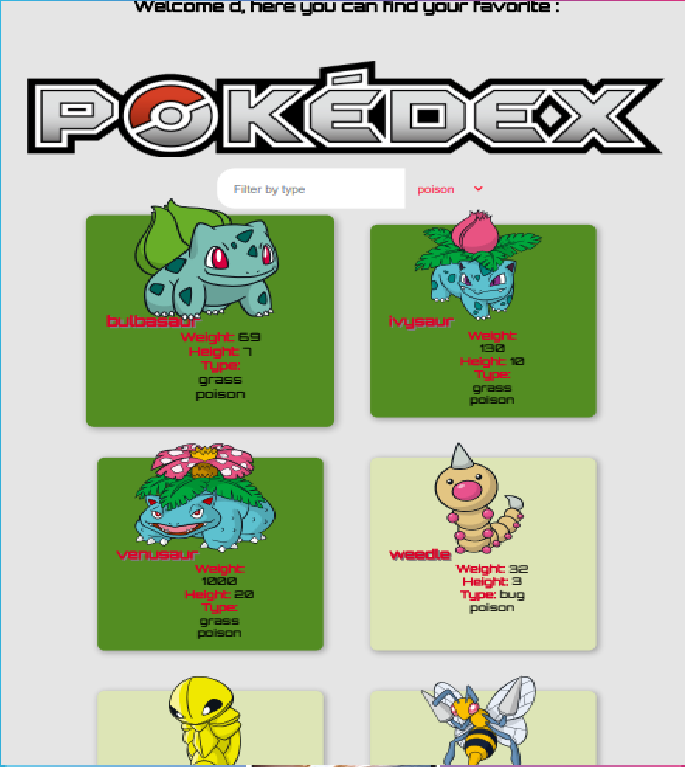 Welcome d, here you can find your favorite :
POKÉDEX
Filter by type
poison
bulbasaur
Weight: 69
Height: 7
Type:
grass
poison
ivysaur
Weight:
130
Height: 10
Type:
grass
poison
venusaur
Weight:
1000
Height: 20
Type:
grass
poison
weedle
Weight: 32
Height: 3
Type: bug
poison